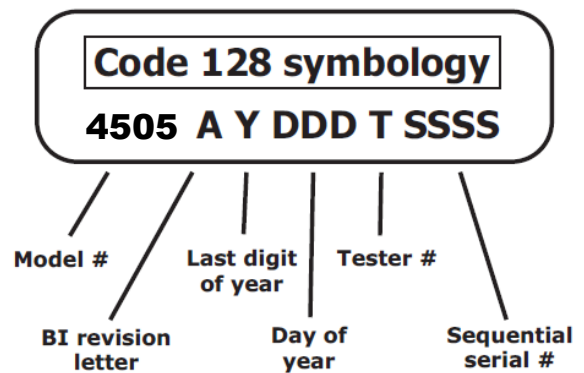 Code 128 symbology
4505 A Y DDD T SSSS
Model #
Last digit
of year
Tester #
BI revision
letter
Day of
year
Sequential
serial #